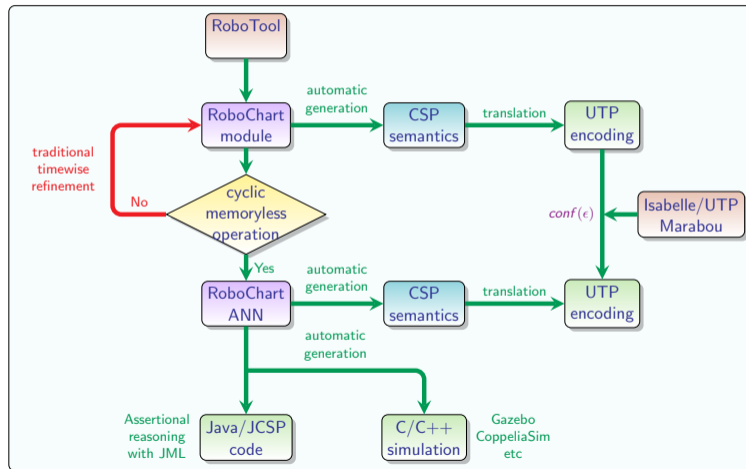 RoboTool
automatic
generation
RoboChart
module
CSP
semantics
translation
UTP
encoding
traditional
timewise
refinement
No
cyclic
memoryless
operation
conf(ϵ)
Isabelle/UTP
Marabou
Yes
automatic
generation
RoboChart
ANN
CSP
semantics
translation
UTP
encoding
automatic
generation
Assertional
reasoning
with JML
Java/JCSP
code
C/C++
simulation
Gazebo
CoppeliaSim
etc